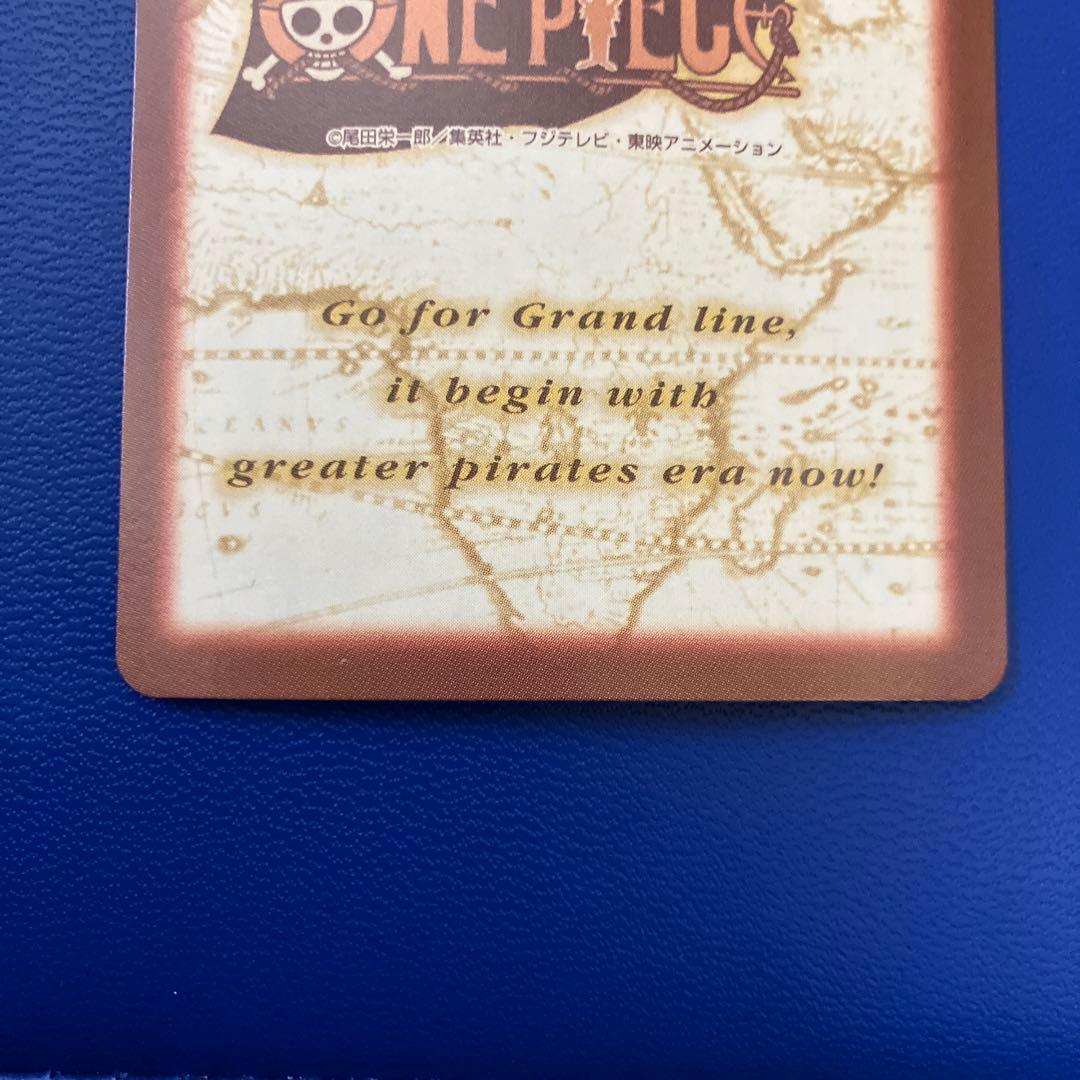 ONE PIECE
©尾田栄一郎／集英社・フジテレビ・東映アニメーション
Go for Grand line,
it begin with
CEANVS
greater pirates era now!